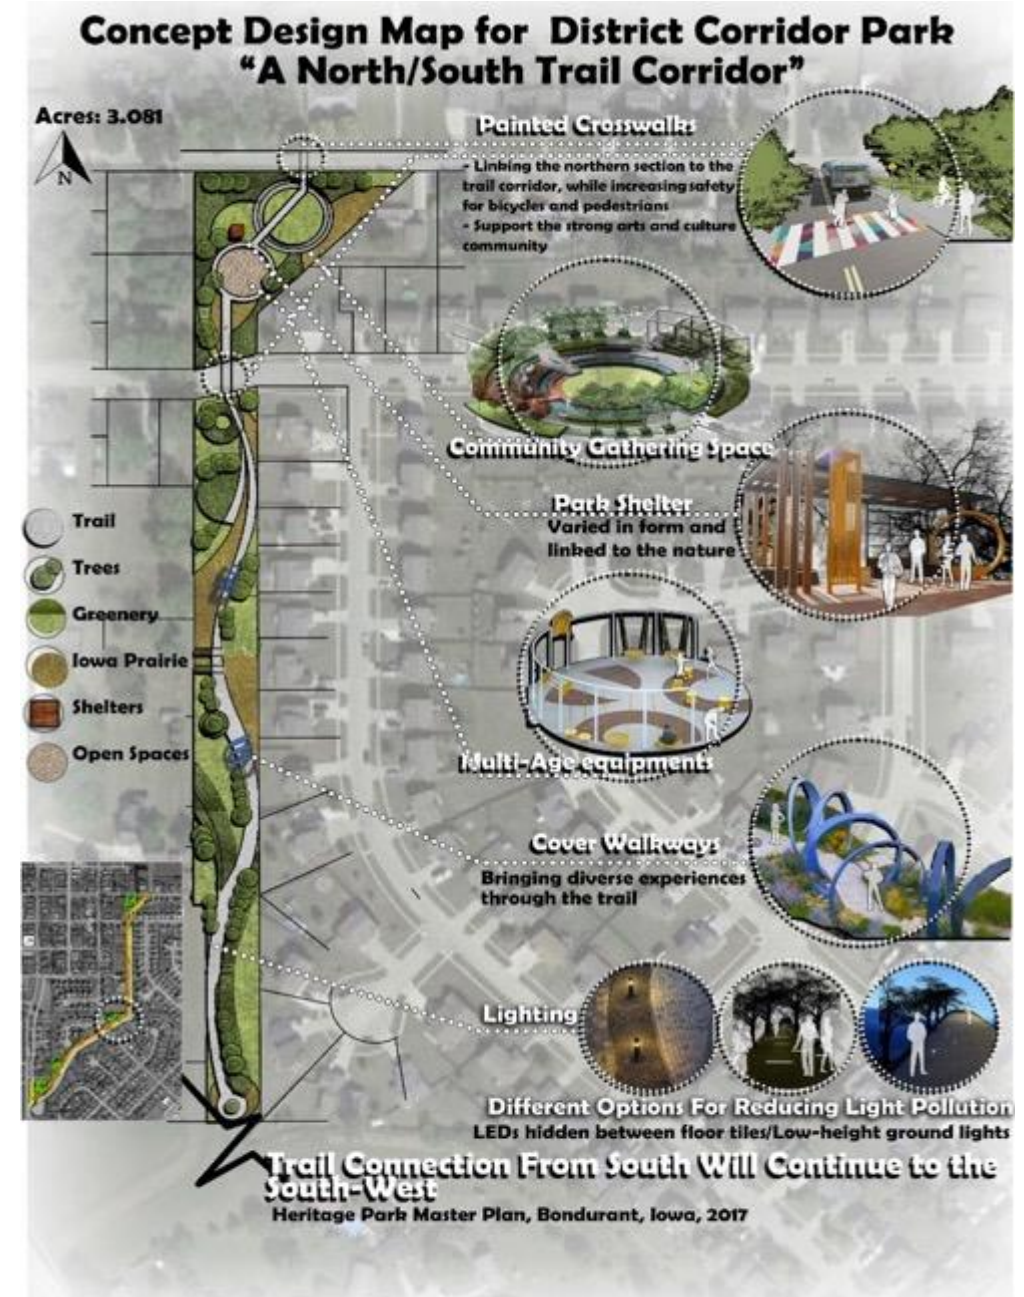 Concept Design Map for District Corridor Park
“A North/South Trail Corridor”
Acres: 3.081
N
Painted Crosswalks
- Linking the northern section to the
trail corridor, while increasing safety
for bicycles and pedestrians
- Support the strong arts and culture
community
Community Gathering Space
Park Shelter
Varied in form and
linked to the nature
Trail
Trees
Greenery
Iowa Prairie
Shelters
Open Spaces
Multi-Age equipments
Cover Walkways
Bringing diverse experiences
through the trail
Lighting
Different Options For Reducing Light Pollution
LEDs hidden between floor tiles/Low-height ground lights
Trail Connection From South Will Continue to the
South-West
Heritage Park Master Plan, Bondurant, Iowa, 2017